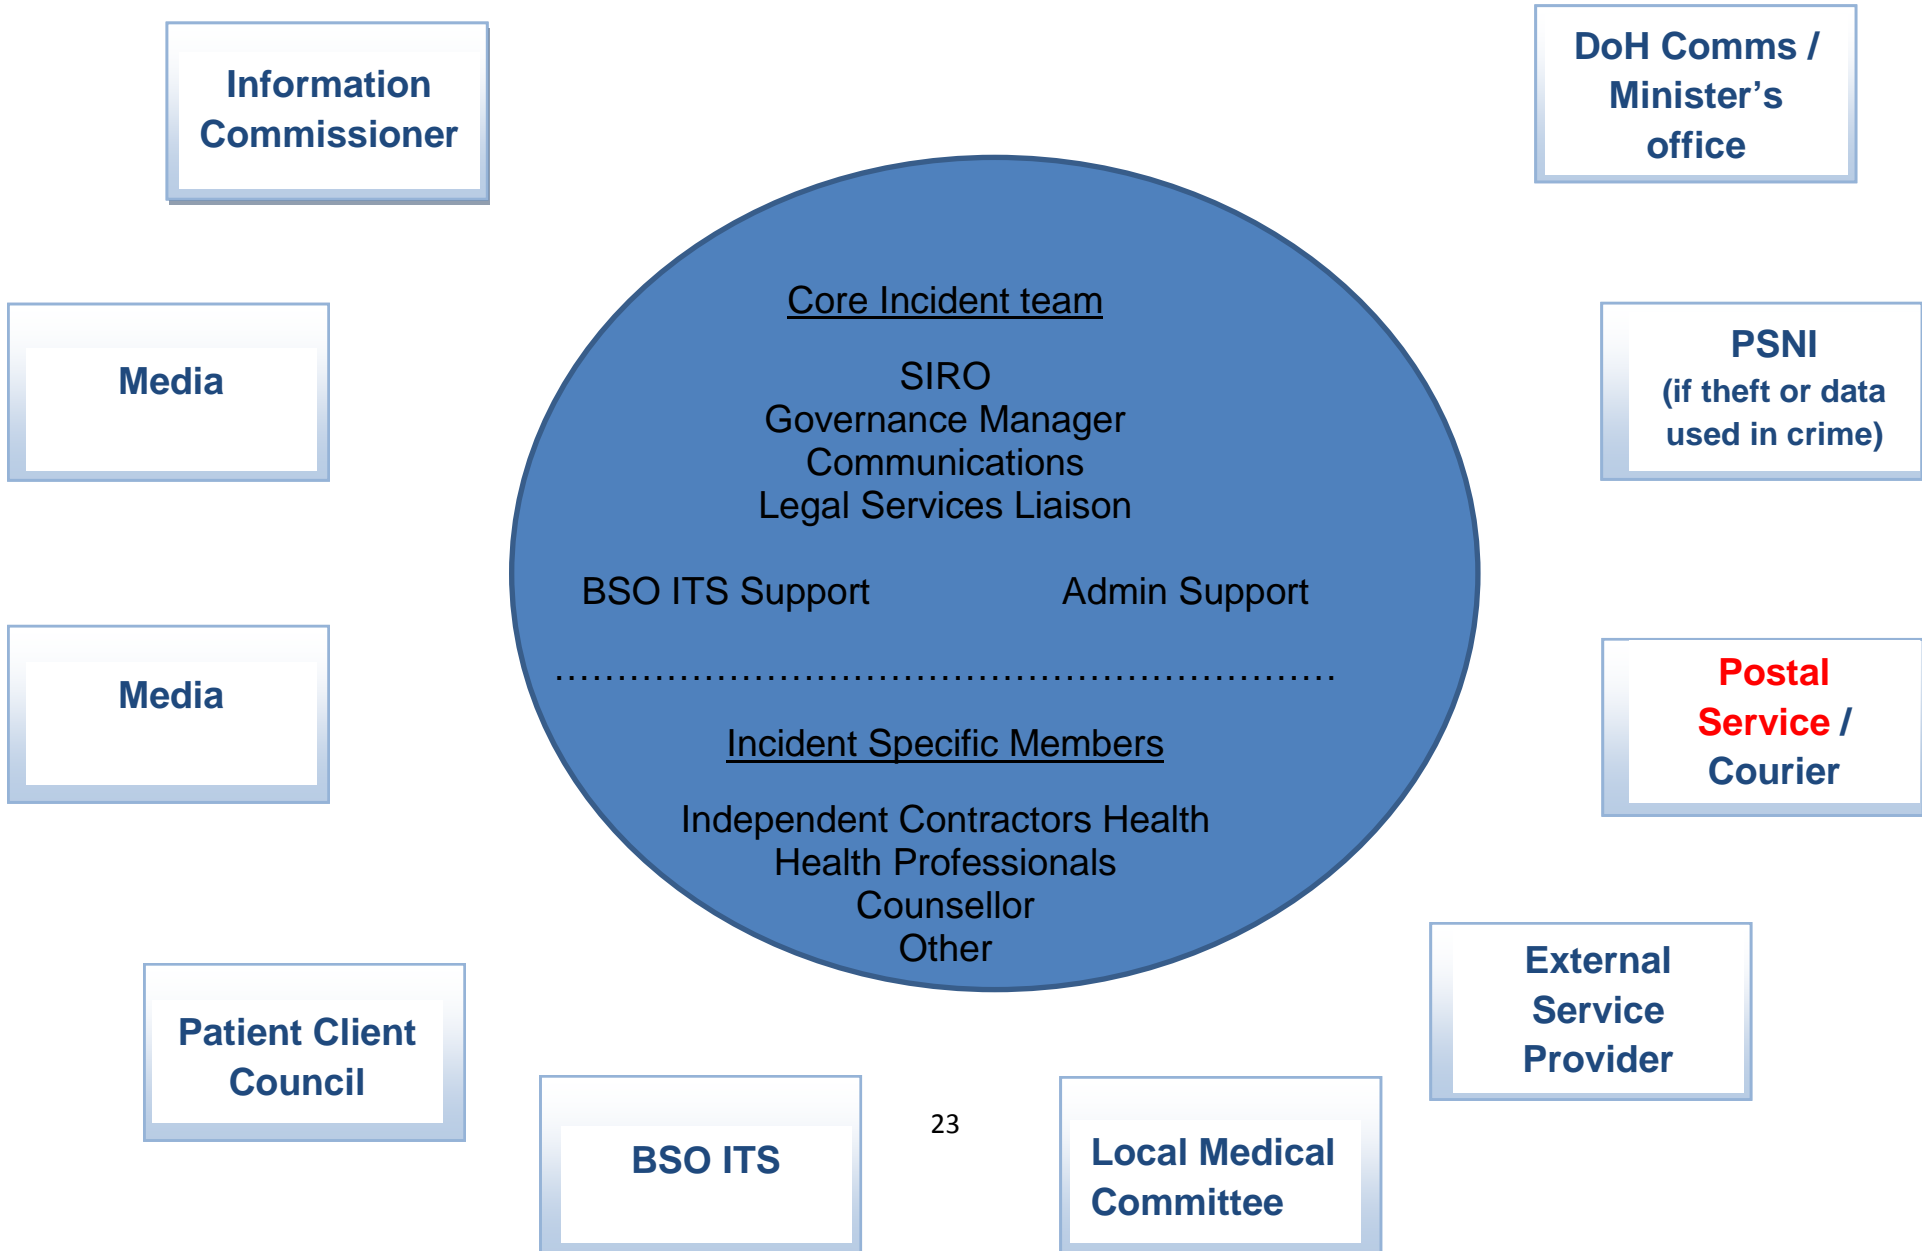 Information
Commissioner
DoH Comms /
Minister’s
office
Media
PSNI
(if theft or data
used in crime)
Media
Postal
Service /
Courier
Core Incident team
SIRO
Governance Manager
Communications
Legal Services Liaison
BSO ITS Support
Admin Support
……………………………………………………….
Incident Specific Members
Independent Contractors Health
Health Professionals
Counsellor
Other
Patient Client
Council
BSO ITS
Local Medical
Committee
External
Service
Provider
23